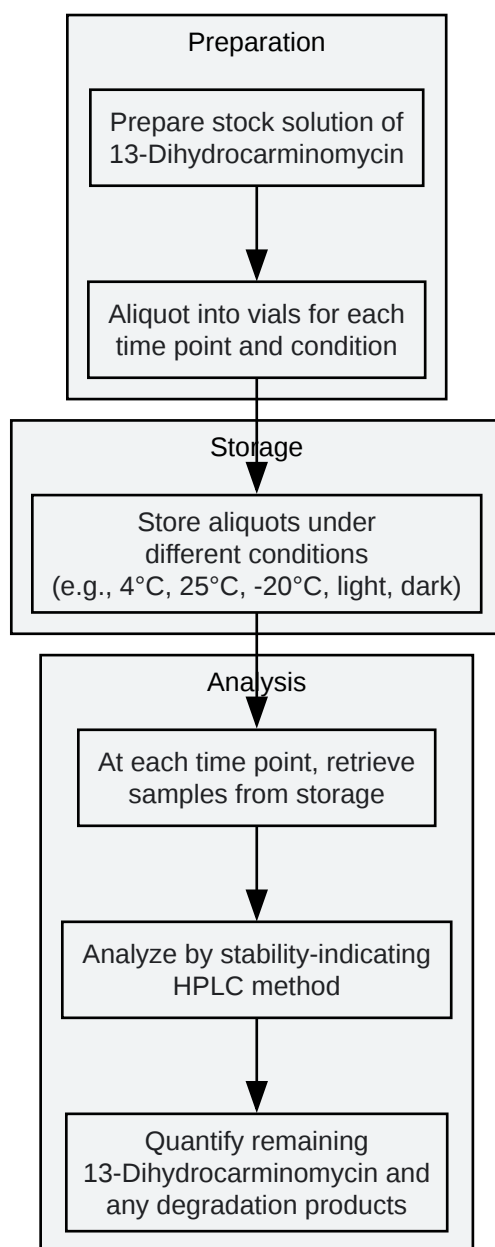 Preparation
Prepare stock solution of
13-Dihydrocarminomycin
Aliquot into vials for each
time point and condition
Storage
Store aliquots under
different conditions
(e.g., 4°C, 25°C, -20°C, light, dark)
Analysis
At each time point, retrieve
samples from storage
Analyze by stability-indicating
HPLC method
Quantify remaining
13-Dihydrocarminomycin and
any degradation products